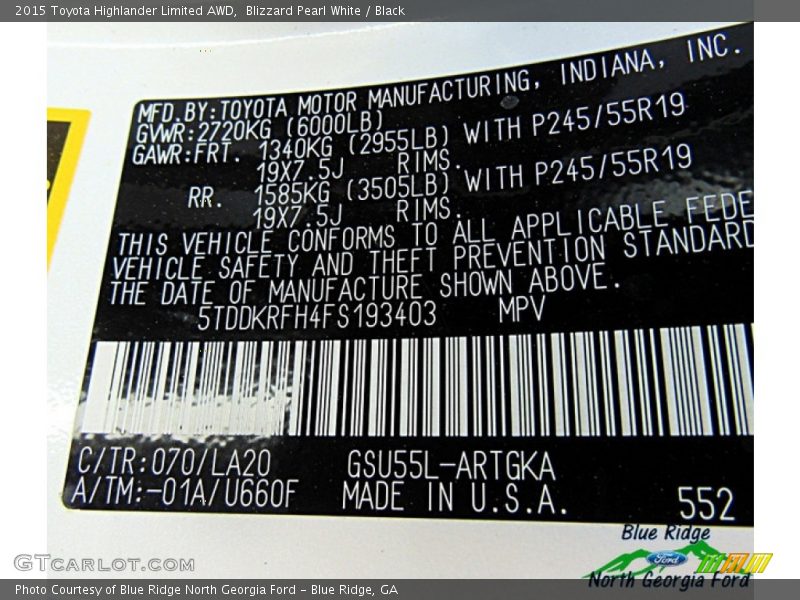 2015 Toyota Highlander Limited AWD, Blizzard Pearl White / Black
MFD.BY:TOYOTA MOTOR MANUFACTURING, INDIANA, INC.
GVWR:2720KG (6000LB)
GAWR:FRT. 1340KG (2955LB) WITH P245/55R19
19X7.5J RIMS.
RR. 1585KG (3505LB) WITH P245/55R19
19X7.5J RIMS.
THIS VEHICLE CONFORMS TO ALL APPLICABLE FEDE
VEHICLE SAFETY AND THEFT PREVENTION STANDARD
THE DATE OF MANUFACTURE SHOWN ABOVE.
5TDDKRFH4FS193403 MPV
C/TR:070/LA20 GSU55L-ARTGKA
A/TM:-01A/U660F MADE IN U.S.A. 552
Blue Ridge
Ford
North Georgia Ford
GTcarlot.com
Photo Courtesy of Blue Ridge North Georgia Ford – Blue Ridge, GA